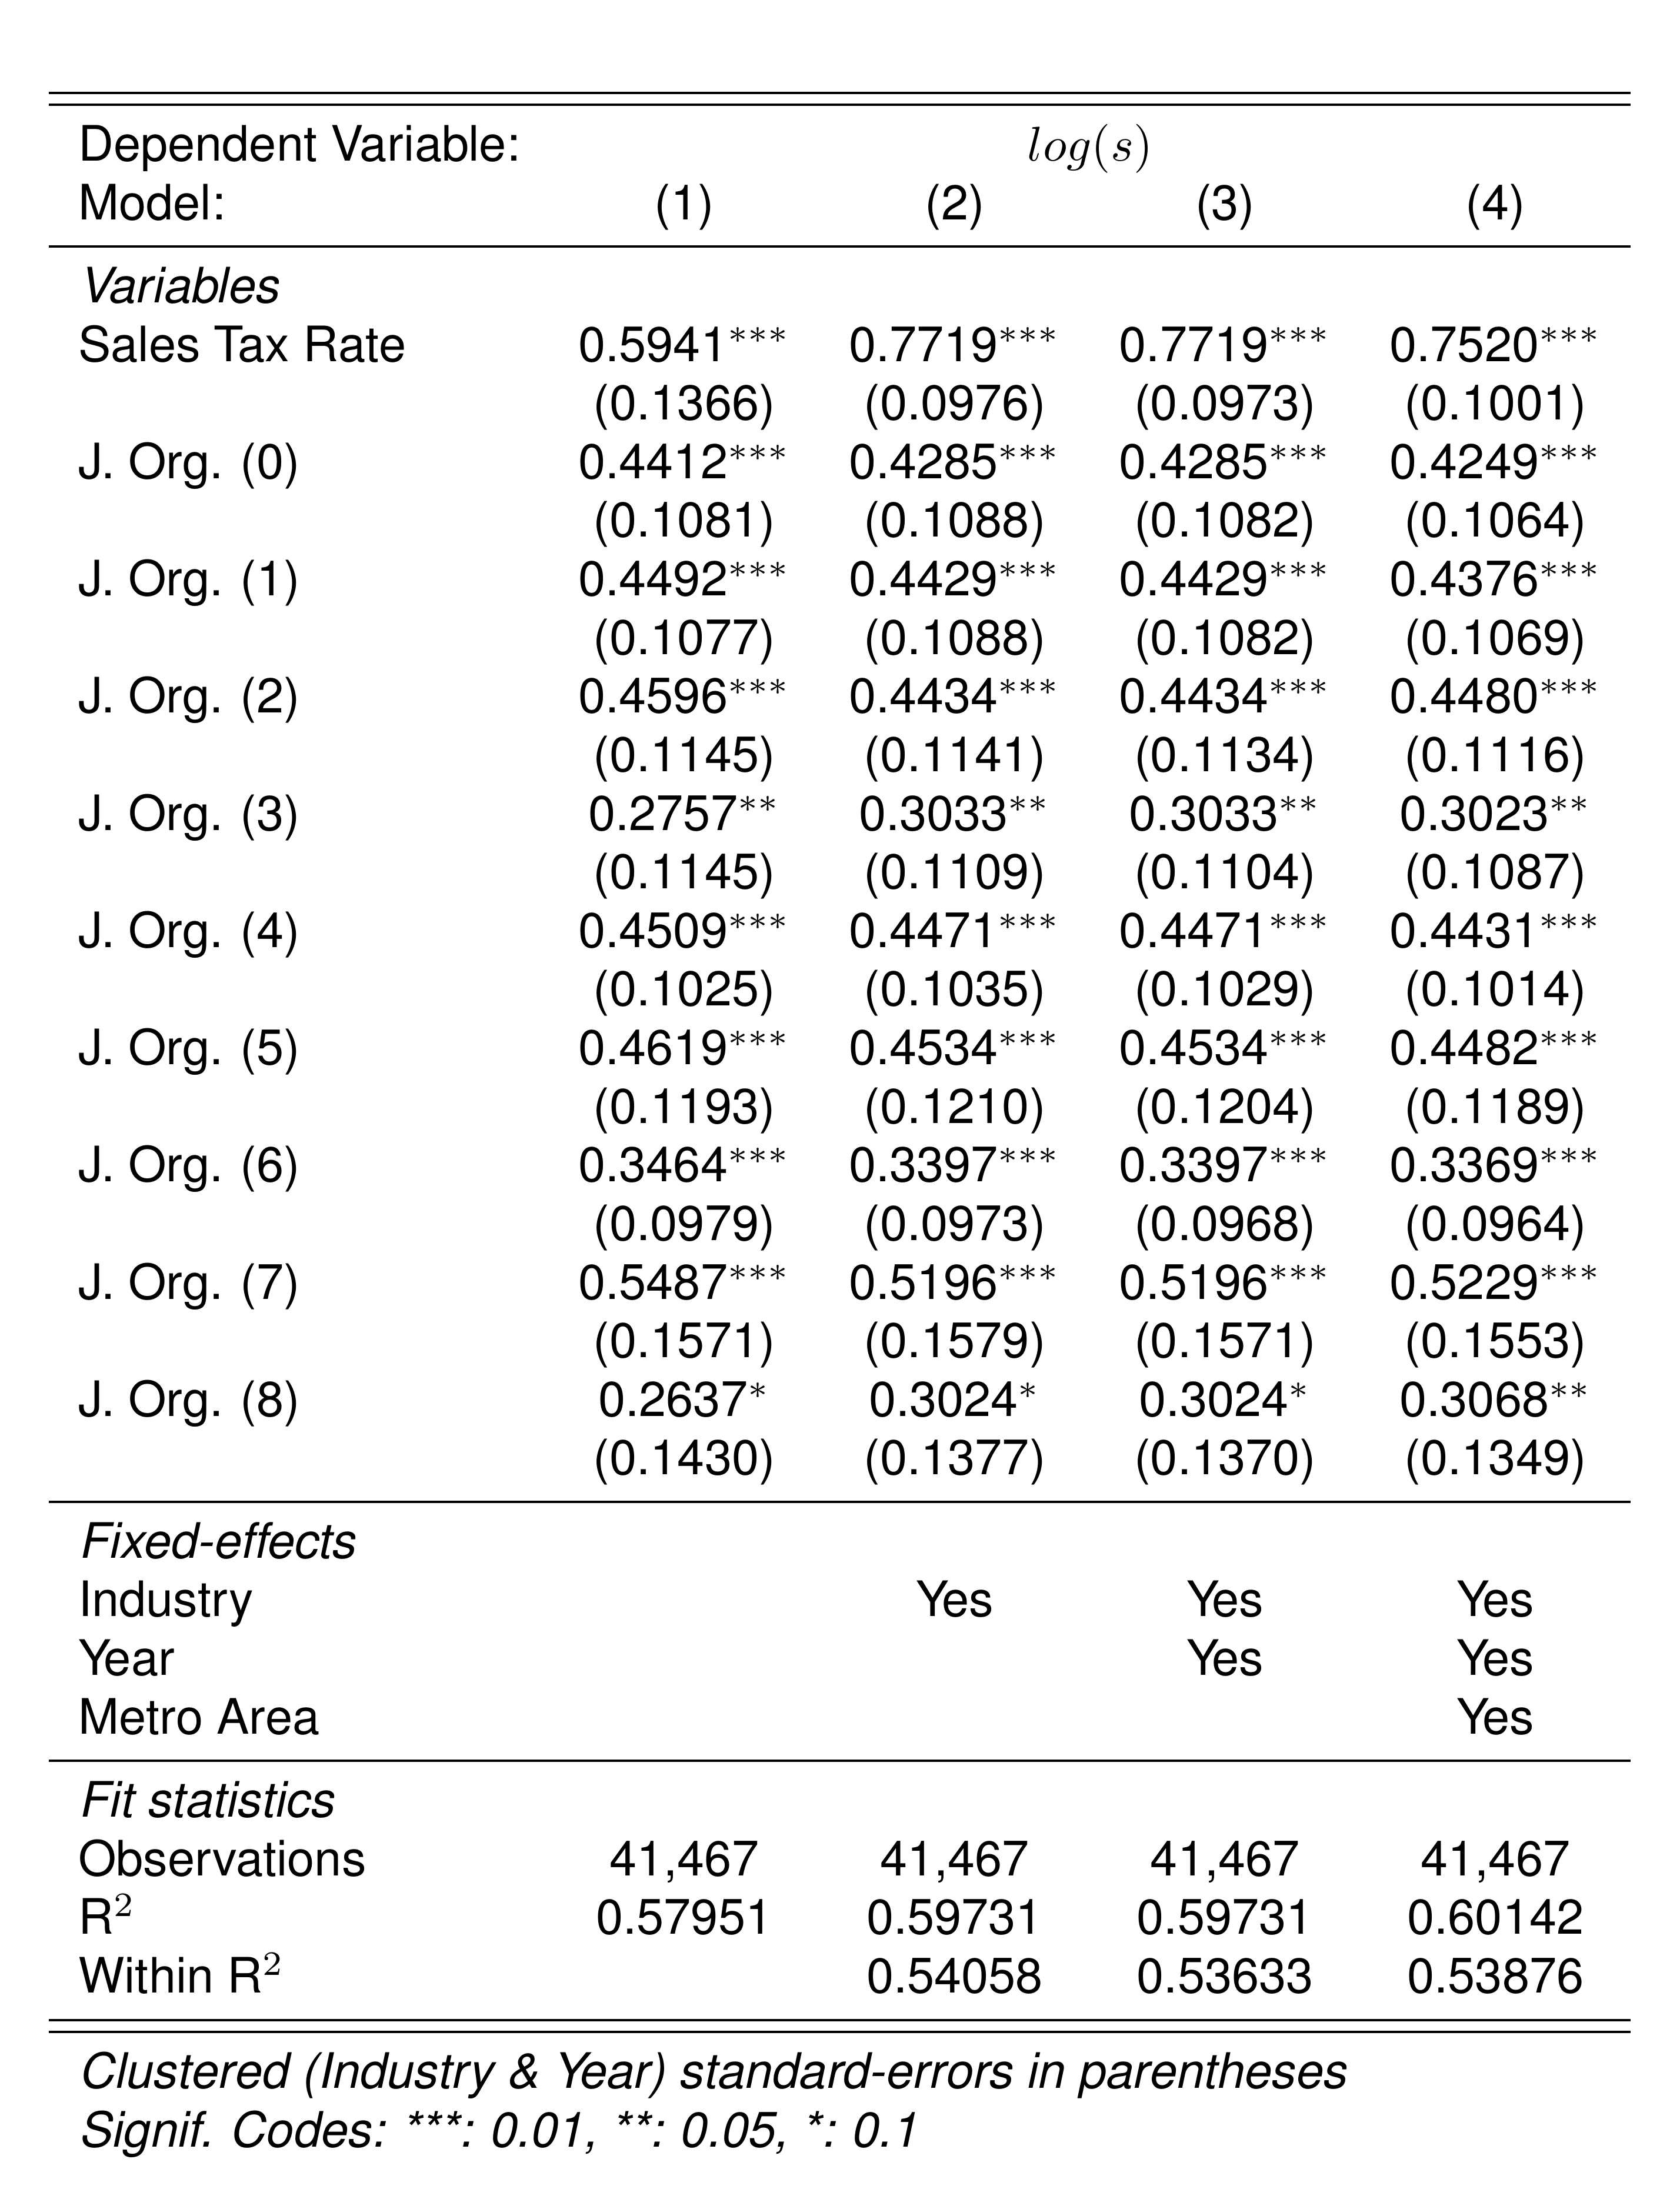 Dependent Variable: log(s)
Model: (1) (2) (3) (4)
Variables
Sales Tax Rate 0.5941*** 0.7719*** 0.7719*** 0.7520***
(0.1366) (0.0976) (0.0973) (0.1001)
J. Org. (0) 0.4412*** 0.4285*** 0.4285*** 0.4249***
(0.1081) (0.1088) (0.1082) (0.1064)
J. Org. (1) 0.4492*** 0.4429*** 0.4429*** 0.4376***
(0.1077) (0.1088) (0.1082) (0.1069)
J. Org. (2) 0.4596*** 0.4434*** 0.4434*** 0.4480***
(0.1145) (0.1141) (0.1134) (0.1116)
J. Org. (3) 0.2757** 0.3033** 0.3033** 0.3023**
(0.1145) (0.1109) (0.1104) (0.1087)
J. Org. (4) 0.4509*** 0.4471*** 0.4471*** 0.4431***
(0.1025) (0.1035) (0.1029) (0.1014)
J. Org. (5) 0.4619*** 0.4534*** 0.4534*** 0.4482***
(0.1193) (0.1210) (0.1204) (0.1189)
J. Org. (6) 0.3464*** 0.3397*** 0.3397*** 0.3369***
(0.0979) (0.0973) (0.0968) (0.0964)
J. Org. (7) 0.5487*** 0.5196*** 0.5196*** 0.5229***
(0.1571) (0.1579) (0.1571) (0.1553)
J. Org. (8) 0.2637* 0.3024* 0.3024* 0.3068**
(0.1430) (0.1377) (0.1370) (0.1349)
Fixed-effects
Industry Yes Yes Yes
Year Yes Yes
Metro Area Yes
Fit statistics
Observations 41,467 41,467 41,467 41,467
R² 0.57951 0.59731 0.59731 0.60142
Within R² 0.54058 0.53633 0.53876
Clustered (Industry & Year) standard-errors in parentheses
Signif. Codes: ***: 0.01, **: 0.05, *: 0.1